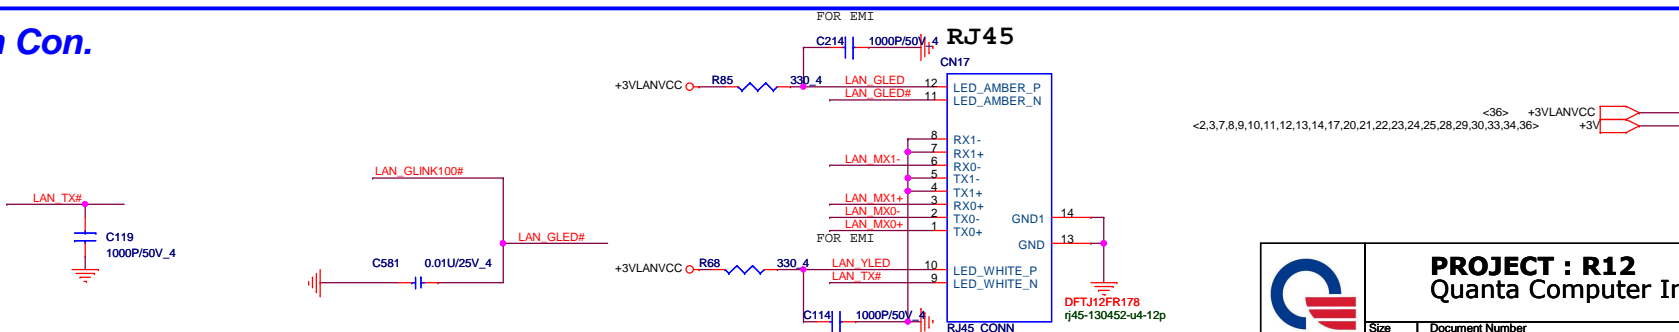 n Con.
FOR EMI
C214 1000P/50V_4
RJ45
CN17
+3VLANVCC R85 330_4 LAN_GLED 12 LED_AMBER_P
LAN_GLED# 11 LED_AMBER_N
<36> +3VLANVCC
<2,3,7,8,9,10,11,12,13,14,17,20,21,22,23,24,25,28,29,30,33,34,36> +3V
8 RX1-
7 RX1+
LAN_MX1- 6 RX0-
5 TX1-
4 TX1+
LAN_MX1+ 3 RX0+
LAN_MX0- 2 TX0-
LAN_MX0+ 1 TX0+
GND1 14
GND 13
LAN_GLINK100#
LAN_TX#
C119
1000P/50V_4
LAN_GLED#
C581 0.01U/25V_4
FOR EMI
+3VLANVCC R68 330_4 LAN_YLED 10 LED_WHITE_P
LAN_TX# 9 LED_WHITE_N
C114 1000P/50V_4
RJ45_CONN
DFTJ12FR178
rj45-130452-u4-12p
PROJECT : R12
Quanta Computer In
Size Document Number